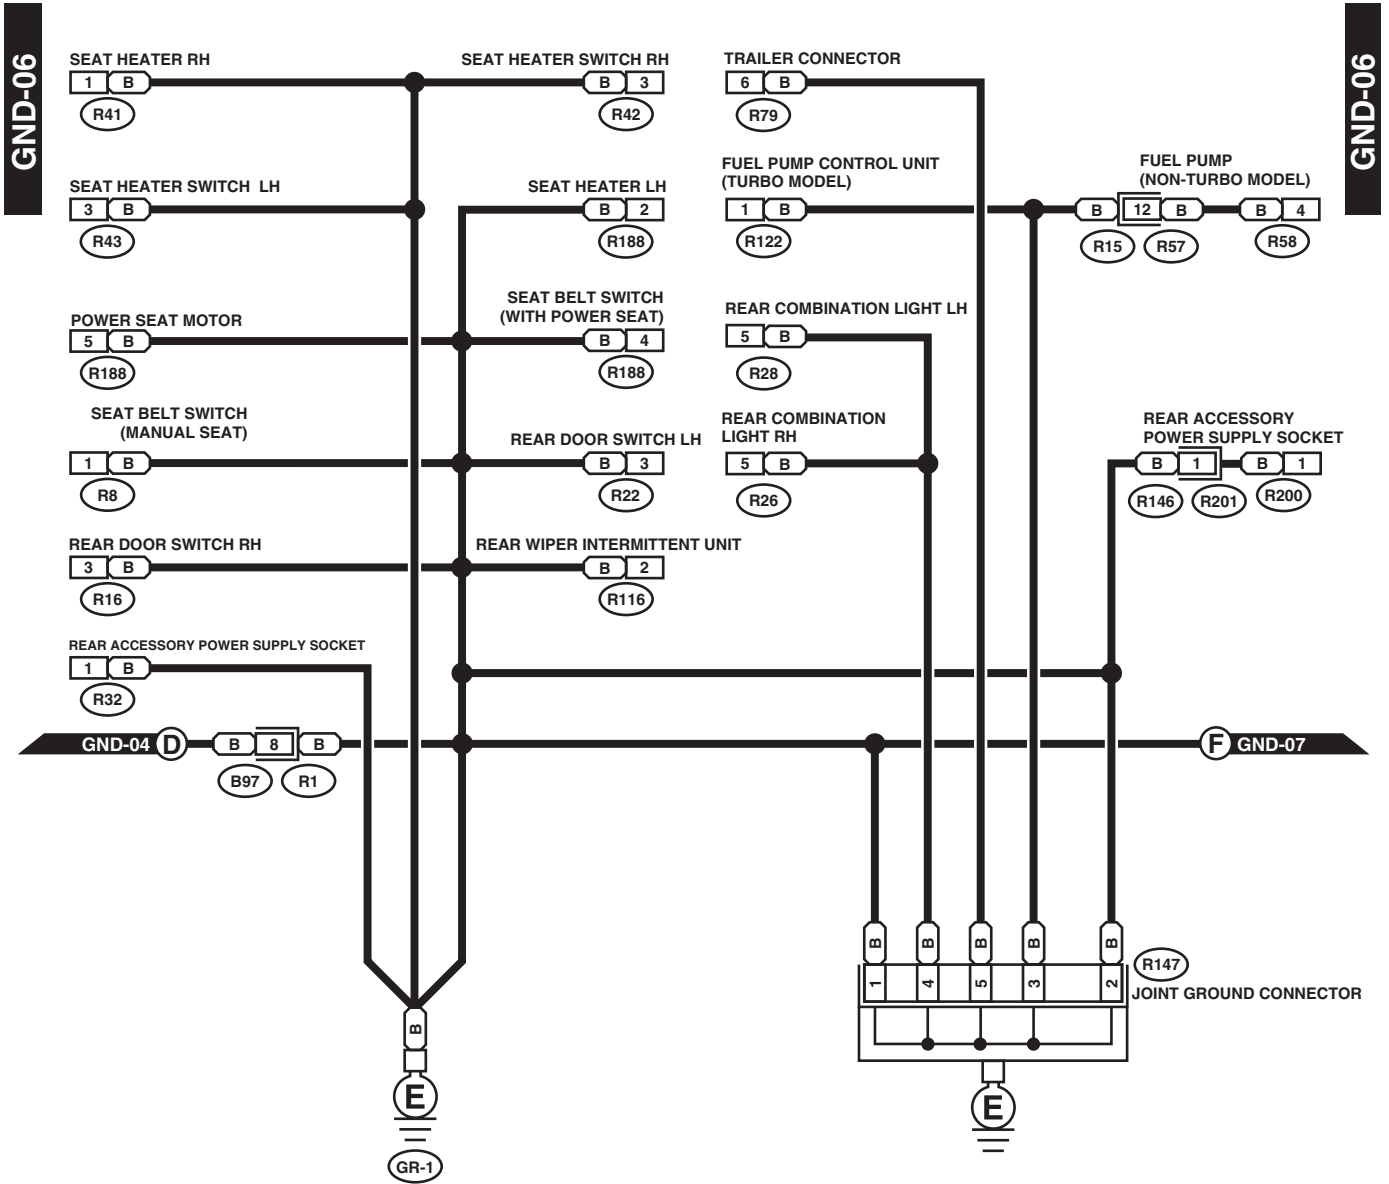 GND-06
GND-06
SEAT HEATER RH
1 B
R41
SEAT HEATER SWITCH RH
B 3
R42
TRAILER CONNECTOR
6 B
R79
SEAT HEATER SWITCH LH
3 B
R43
SEAT HEATER LH
B 2
R188
FUEL PUMP CONTROL UNIT
(TURBO MODEL)
1 B
R122
FUEL PUMP
(NON-TURBO MODEL)
B 12 B B 4
R15 R57 R58
POWER SEAT MOTOR
5 B
R188
SEAT BELT SWITCH
(WITH POWER SEAT)
B 4
R188
REAR COMBINATION LIGHT LH
5 B
R28
SEAT BELT SWITCH
(MANUAL SEAT)
1 B
R8
REAR DOOR SWITCH LH
B 3
R22
REAR COMBINATION
LIGHT RH
5 B
R26
REAR ACCESSORY
POWER SUPPLY SOCKET
B 1 B 1
R146 R201 R200
REAR DOOR SWITCH RH
3 B
R16
REAR WIPER INTERMITTENT UNIT
B 2
R116
REAR ACCESSORY POWER SUPPLY SOCKET
1 B
R32
GND-04 D B 8 B
B97 R1
F GND-07
B B B B B
1 4 5 3 2
R147
JOINT GROUND CONNECTOR
B
E
GR-1
E